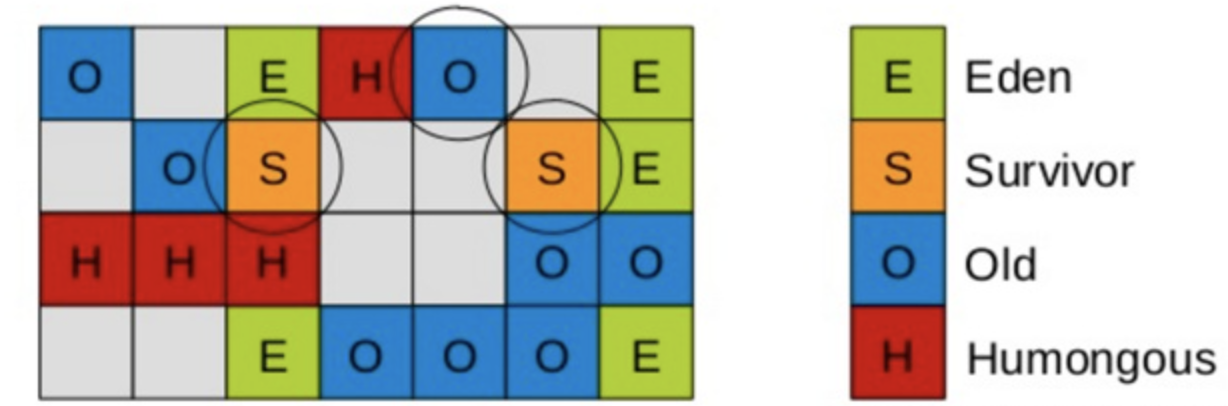 O E H O E
O S S E
H H H O O
E O O O E
E Eden
S Survivor
O Old
H Humongous